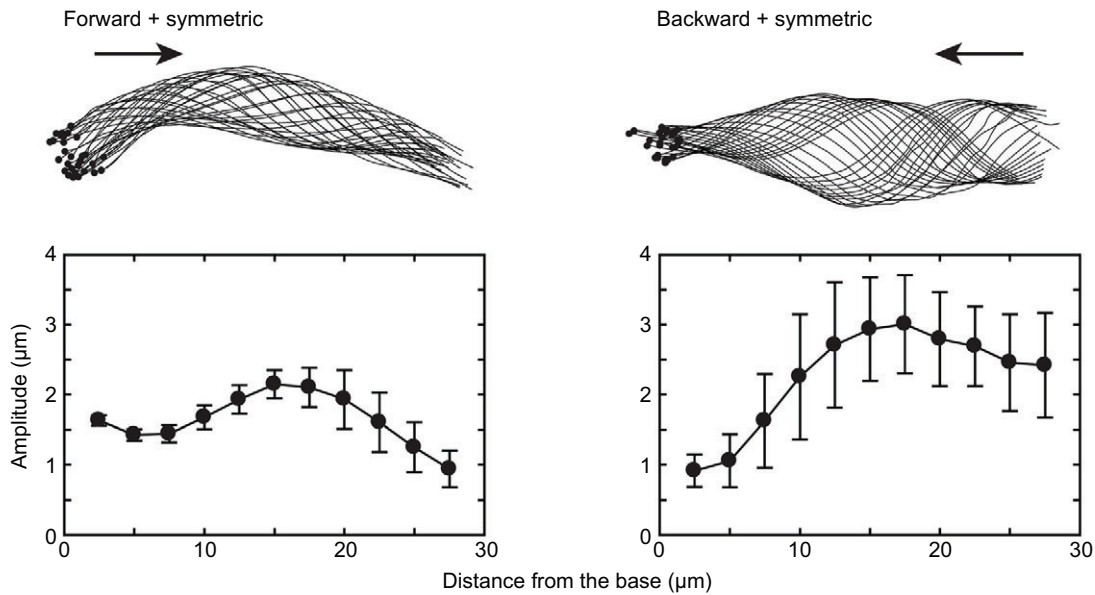 Forward + symmetric
Backward + symmetric
4
3
2
1
0
Amplitude (µm)
0 10 20 30
4
3
2
1
0
0 10 20 30
Distance from the base (µm)